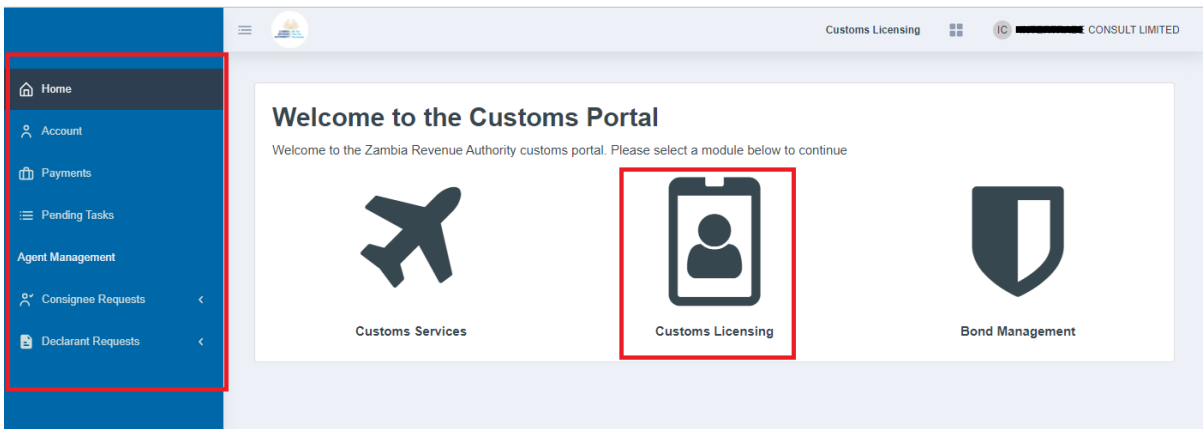 Customs Licensing
IC CONSULT LIMITED
Home
Account
Payments
Pending Tasks
Agent Management
Consignee Requests
Declarant Requests
Welcome to the Customs Portal
Welcome to the Zambia Revenue Authority customs portal. Please select a module below to continue
Customs Services
Customs Licensing
Bond Management